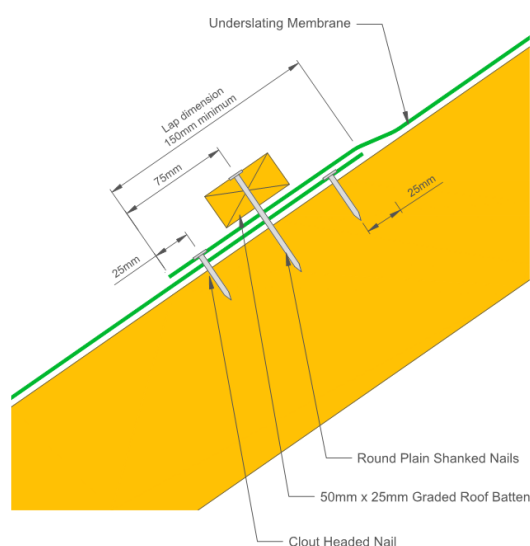 Underslating Membrane
Lap dimension
150mm minimum
75mm
25mm
25mm
Round Plain Shanked Nails
50mm x 25mm Graded Roof Batten
Clout Headed Nail